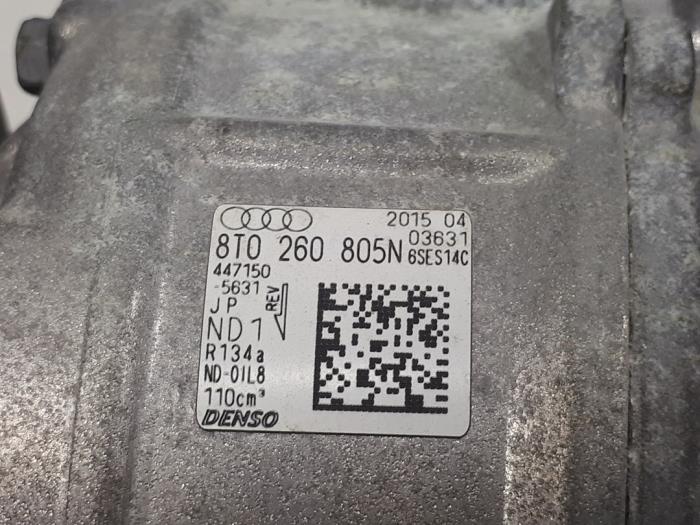 2015 04
03631
8T0 260 805N 6SES14C
447150
-5631
JP
REV
ND1
R134a
ND-OIL8
110cm³
DENSO